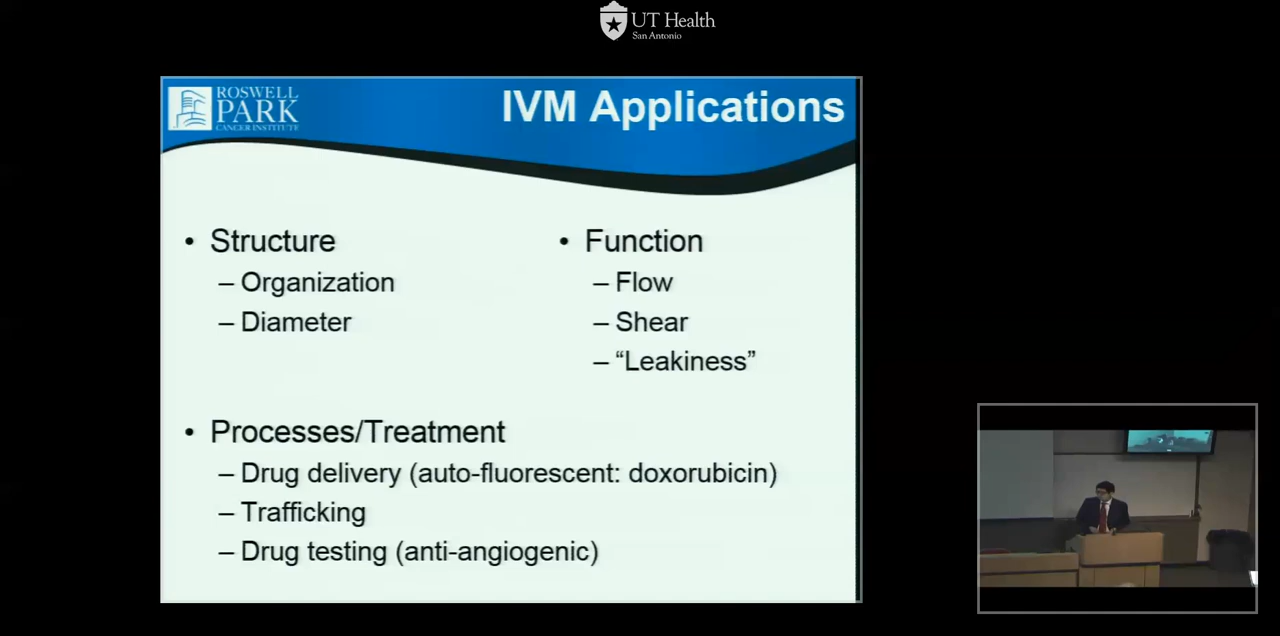 UT Health
San Antonio
ROSWELL
PARK
CANCER INSTITUTE
IVM Applications
• Structure
– Organization
– Diameter
• Function
– Flow
– Shear
– “Leakiness”
• Processes/Treatment
– Drug delivery (auto-fluorescent: doxorubicin)
– Trafficking
– Drug testing (anti-angiogenic)